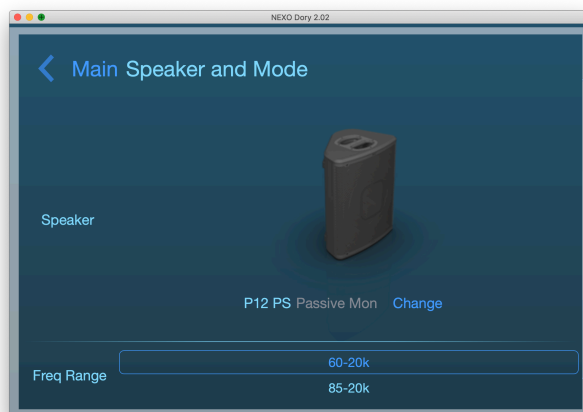 NEXO Dory 2.02
Main Speaker and Mode
Speaker
P12 PS Passive Mon Change
Freq Range
60-20k
85-20k